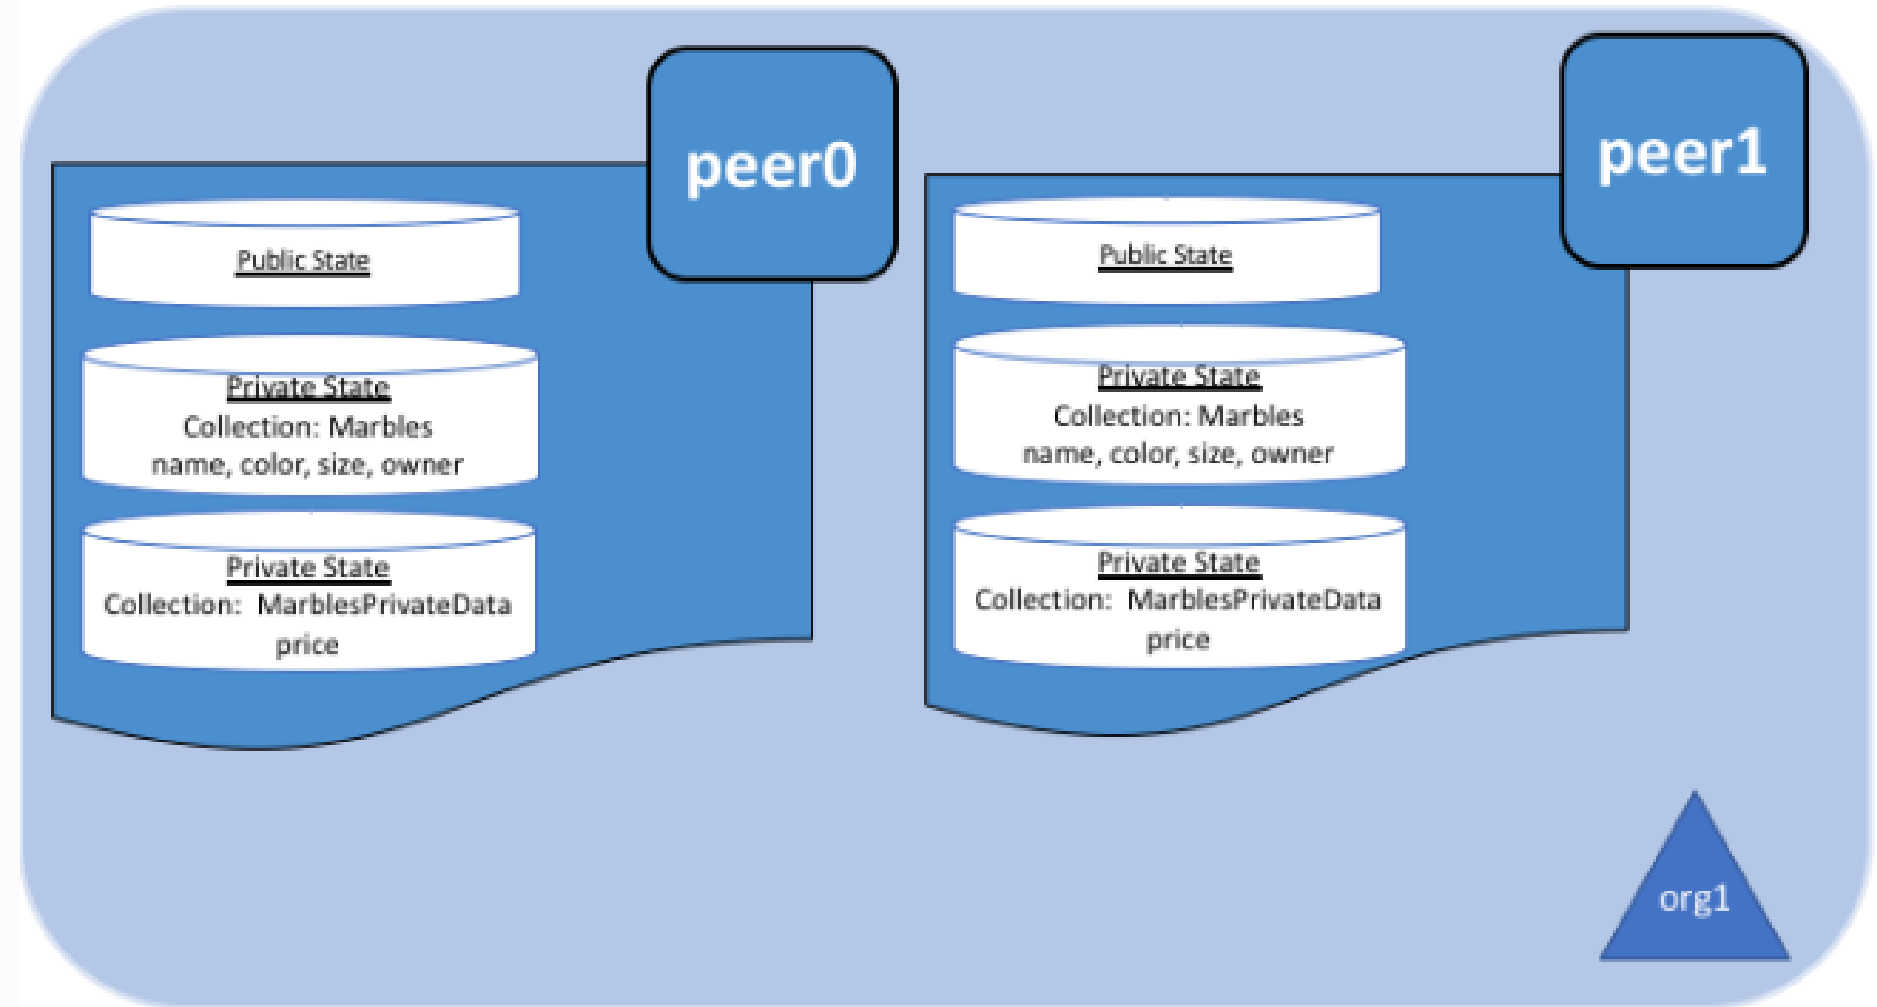 peer0
Public State
Private State
Collection: Marbles
name, color, size, owner
Private State
Collection: MarblesPrivateData
price
peer1
Public State
Private State
Collection: Marbles
name, color, size, owner
Private State
Collection: MarblesPrivateData
price
org1